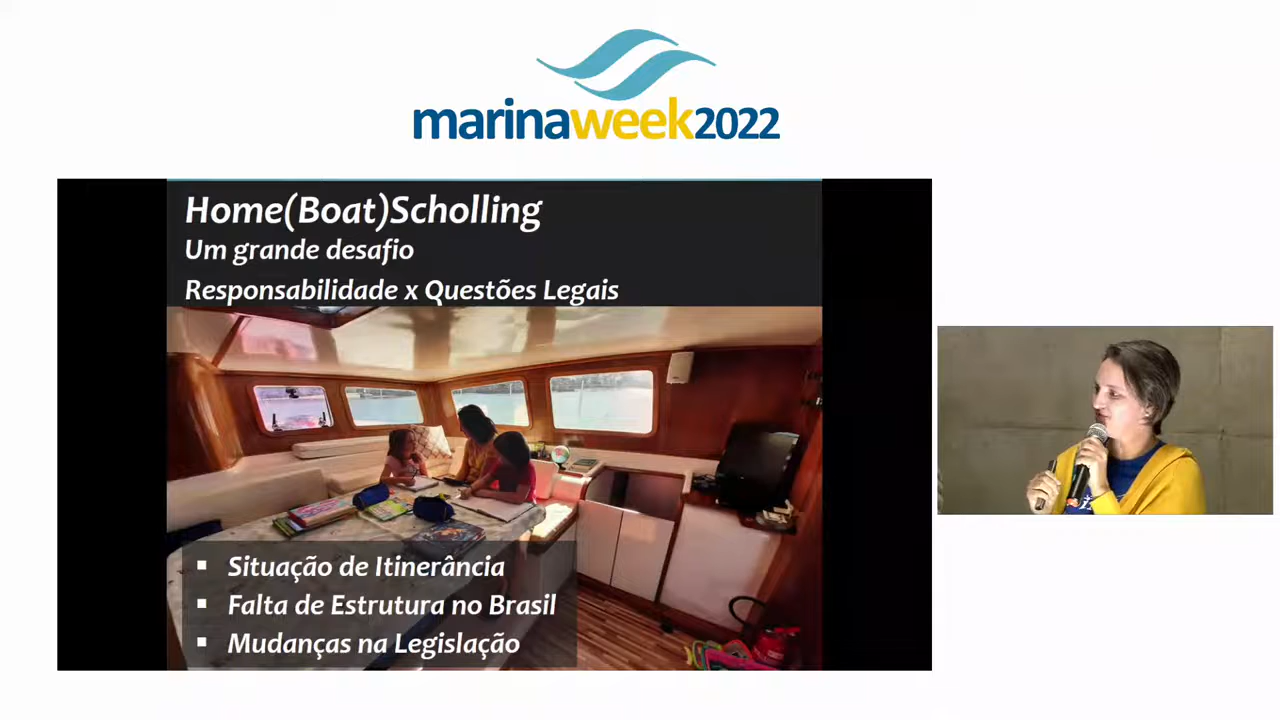 marinaweek2022
Home(Boat)Scholling
Um grande desafio
Responsabilidade x Questões Legais
▪ Situação de Itinerância
▪ Falta de Estrutura no Brasil
▪ Mudanças na Legislação